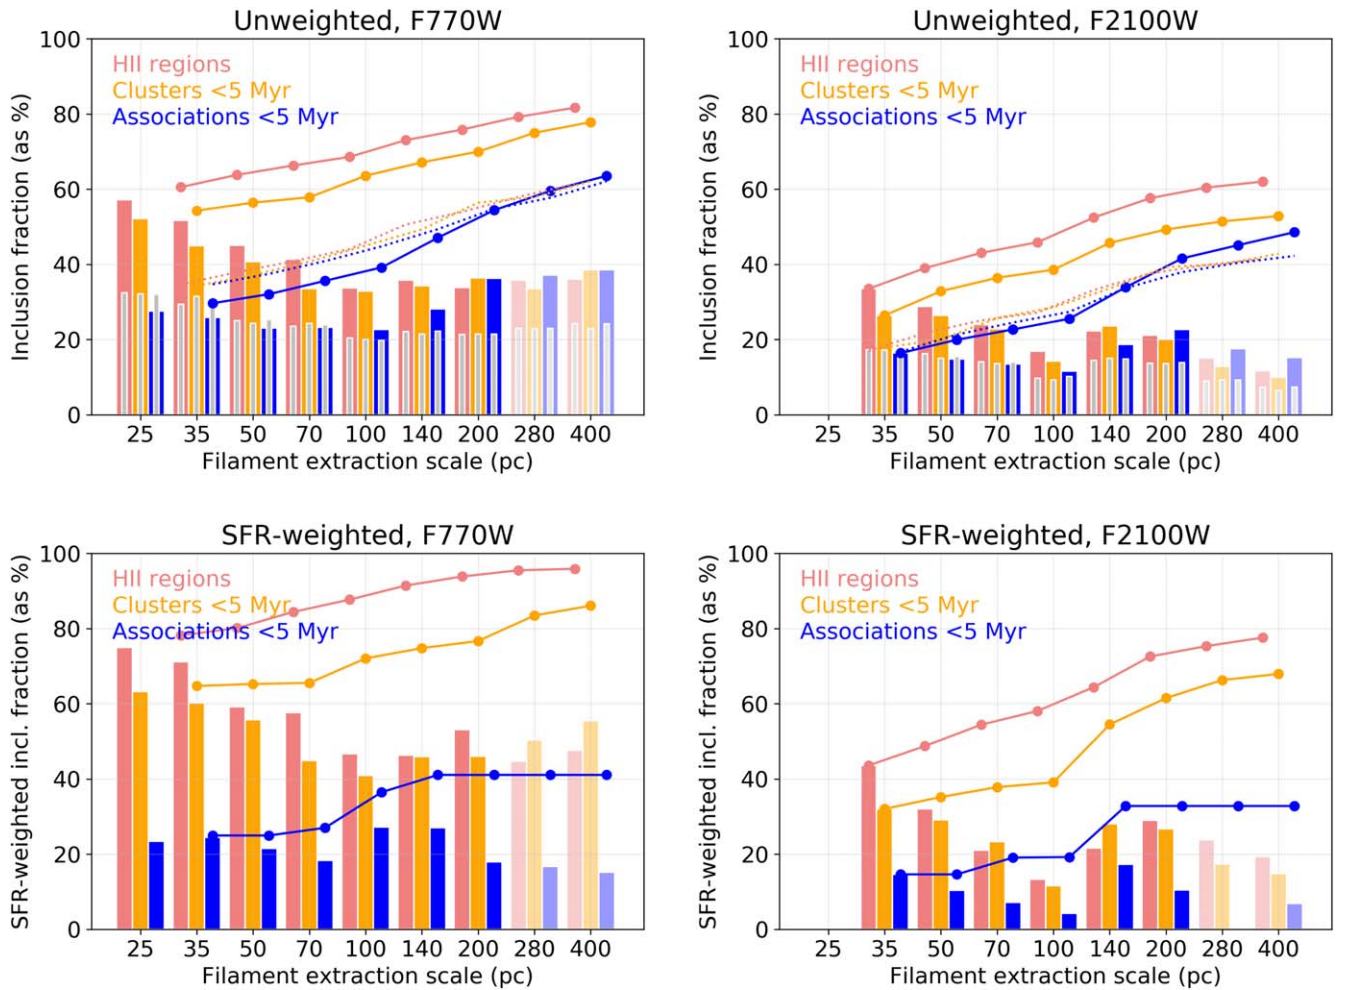 Unweighted, F770W
Inclusion fraction (as %)
100
80
60
40
20
0
HII regions
Clusters <5 Myr
Associations <5 Myr
25 35 50 70 100 140 200 280 400
Filament extraction scale (pc)
Unweighted, F2100W
Inclusion fraction (as %)
100
80
60
40
20
0
HII regions
Clusters <5 Myr
Associations <5 Myr
25 35 50 70 100 140 200 280 400
Filament extraction scale (pc)
SFR-weighted, F770W
SFR-weighted incl. fraction (as %)
100
80
60
40
20
0
HII regions
Clusters <5 Myr
Associations <5 Myr
25 35 50 70 100 140 200 280 400
Filament extraction scale (pc)
SFR-weighted, F2100W
SFR-weighted incl. fraction (as %)
100
80
60
40
20
0
HII regions
Clusters <5 Myr
Associations <5 Myr
25 35 50 70 100 140 200 280 400
Filament extraction scale (pc)